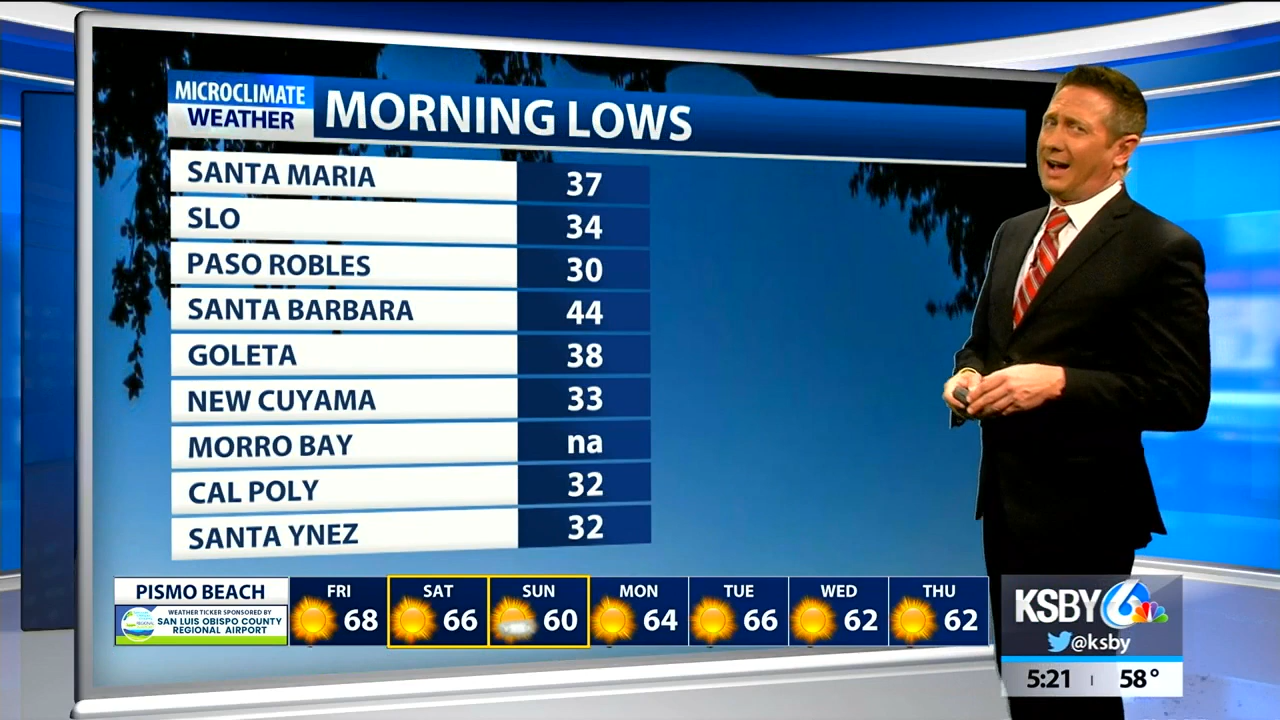 MICROCLIMATE
WEATHER
MORNING LOWS
SANTA MARIA 37
SLO 34
PASO ROBLES 30
SANTA BARBARA 44
GOLETA 38
NEW CUYAMA 33
MORRO BAY na
CAL POLY 32
SANTA YNEZ 32
PISMO BEACH
WEATHER TICKER SPONSORED BY
SAN LUIS OBISPO COUNTY
REGIONAL AIRPORT
FRI 68
SAT 66
SUN 60
MON 64
TUE 66
WED 62
THU 62
KSBY 6
@ksby
5:21 58°